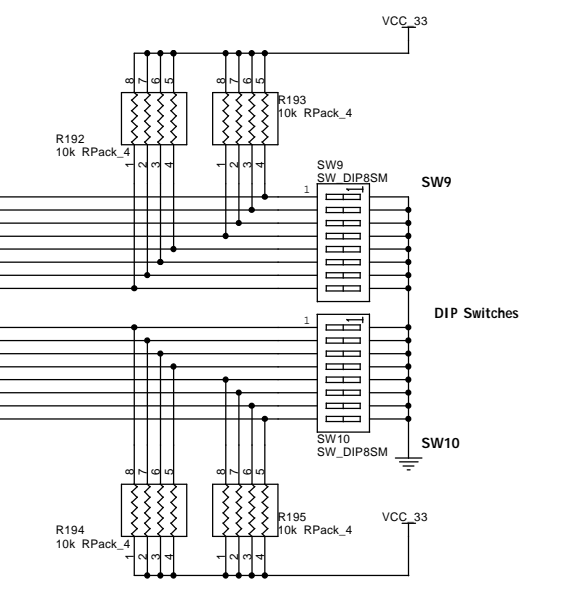 VCC_33
8 7 6 5
8 7 6 5
R193
10k RPack_4
R192
10k RPack_4
1 2 3 4
1 2 3 4
SW9
SW_DIP8SM
SW9
1
DIP Switches
1
SW10
SW_DIP8SM
SW10
8 7 6 5
8 7 6 5
R195
10k RPack_4
VCC_33
R194
10k RPack_4
1 2 3 4
1 2 3 4